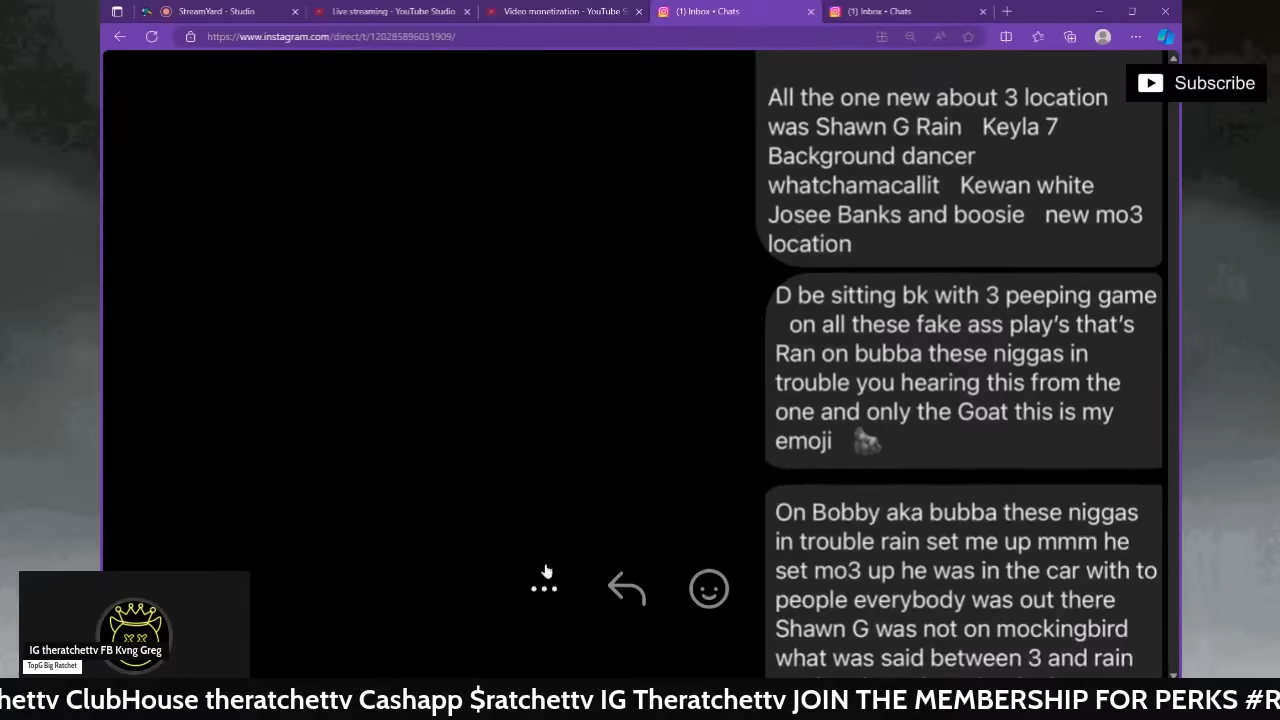 StreamYard - Studio
Live streaming - YouTube Studio
Video monetization - YouTube S
(1) Inbox • Chats
(1) Inbox • Chats
https://www.instagram.com/direct/t/120285896031909/
Subscribe
All the one new about 3 location
was Shawn G Rain Keyla 7
Background dancer
whatchamacallit Kewan white
Josee Banks and boosie new mo3
location
D be sitting bk with 3 peeping game
on all these fake ass play's that's
Ran on bubba these niggas in
trouble you hearing this from the
one and only the Goat this is my
emoji
On Bobby aka bubba these niggas
in trouble rain set me up mmm he
set mo3 up he was in the car with to
people everybody was out there
Shawn G was not on mockingbird
what was said between 3 and rain
IG theratchettv FB Kvng Greg
TopG Big Ratchet
hettv ClubHouse theratchettv Cashapp $ratchettv IG Theratchettv JOIN THE MEMBERSHIP FOR PERKS #R